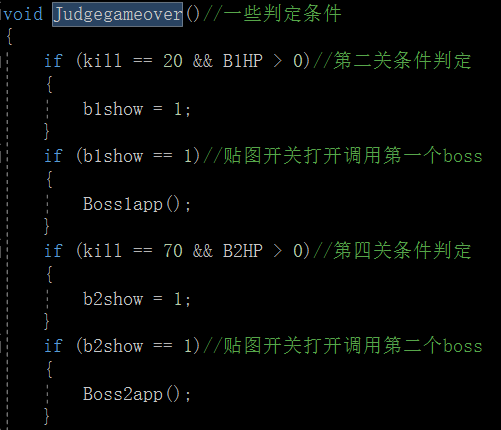 void Judgegameover()//一些判定条件
{
if (kill == 20 && B1HP > 0)//第二关条件判定
{
b1show = 1;
}
if (b1show == 1)//贴图开关打开调用第一个boss
{
Boss1app();
}
if (kill == 70 && B2HP > 0)//第四关条件判定
{
b2show = 1;
}
if (b2show == 1)//贴图开关打开调用第二个boss
{
Boss2app();
}